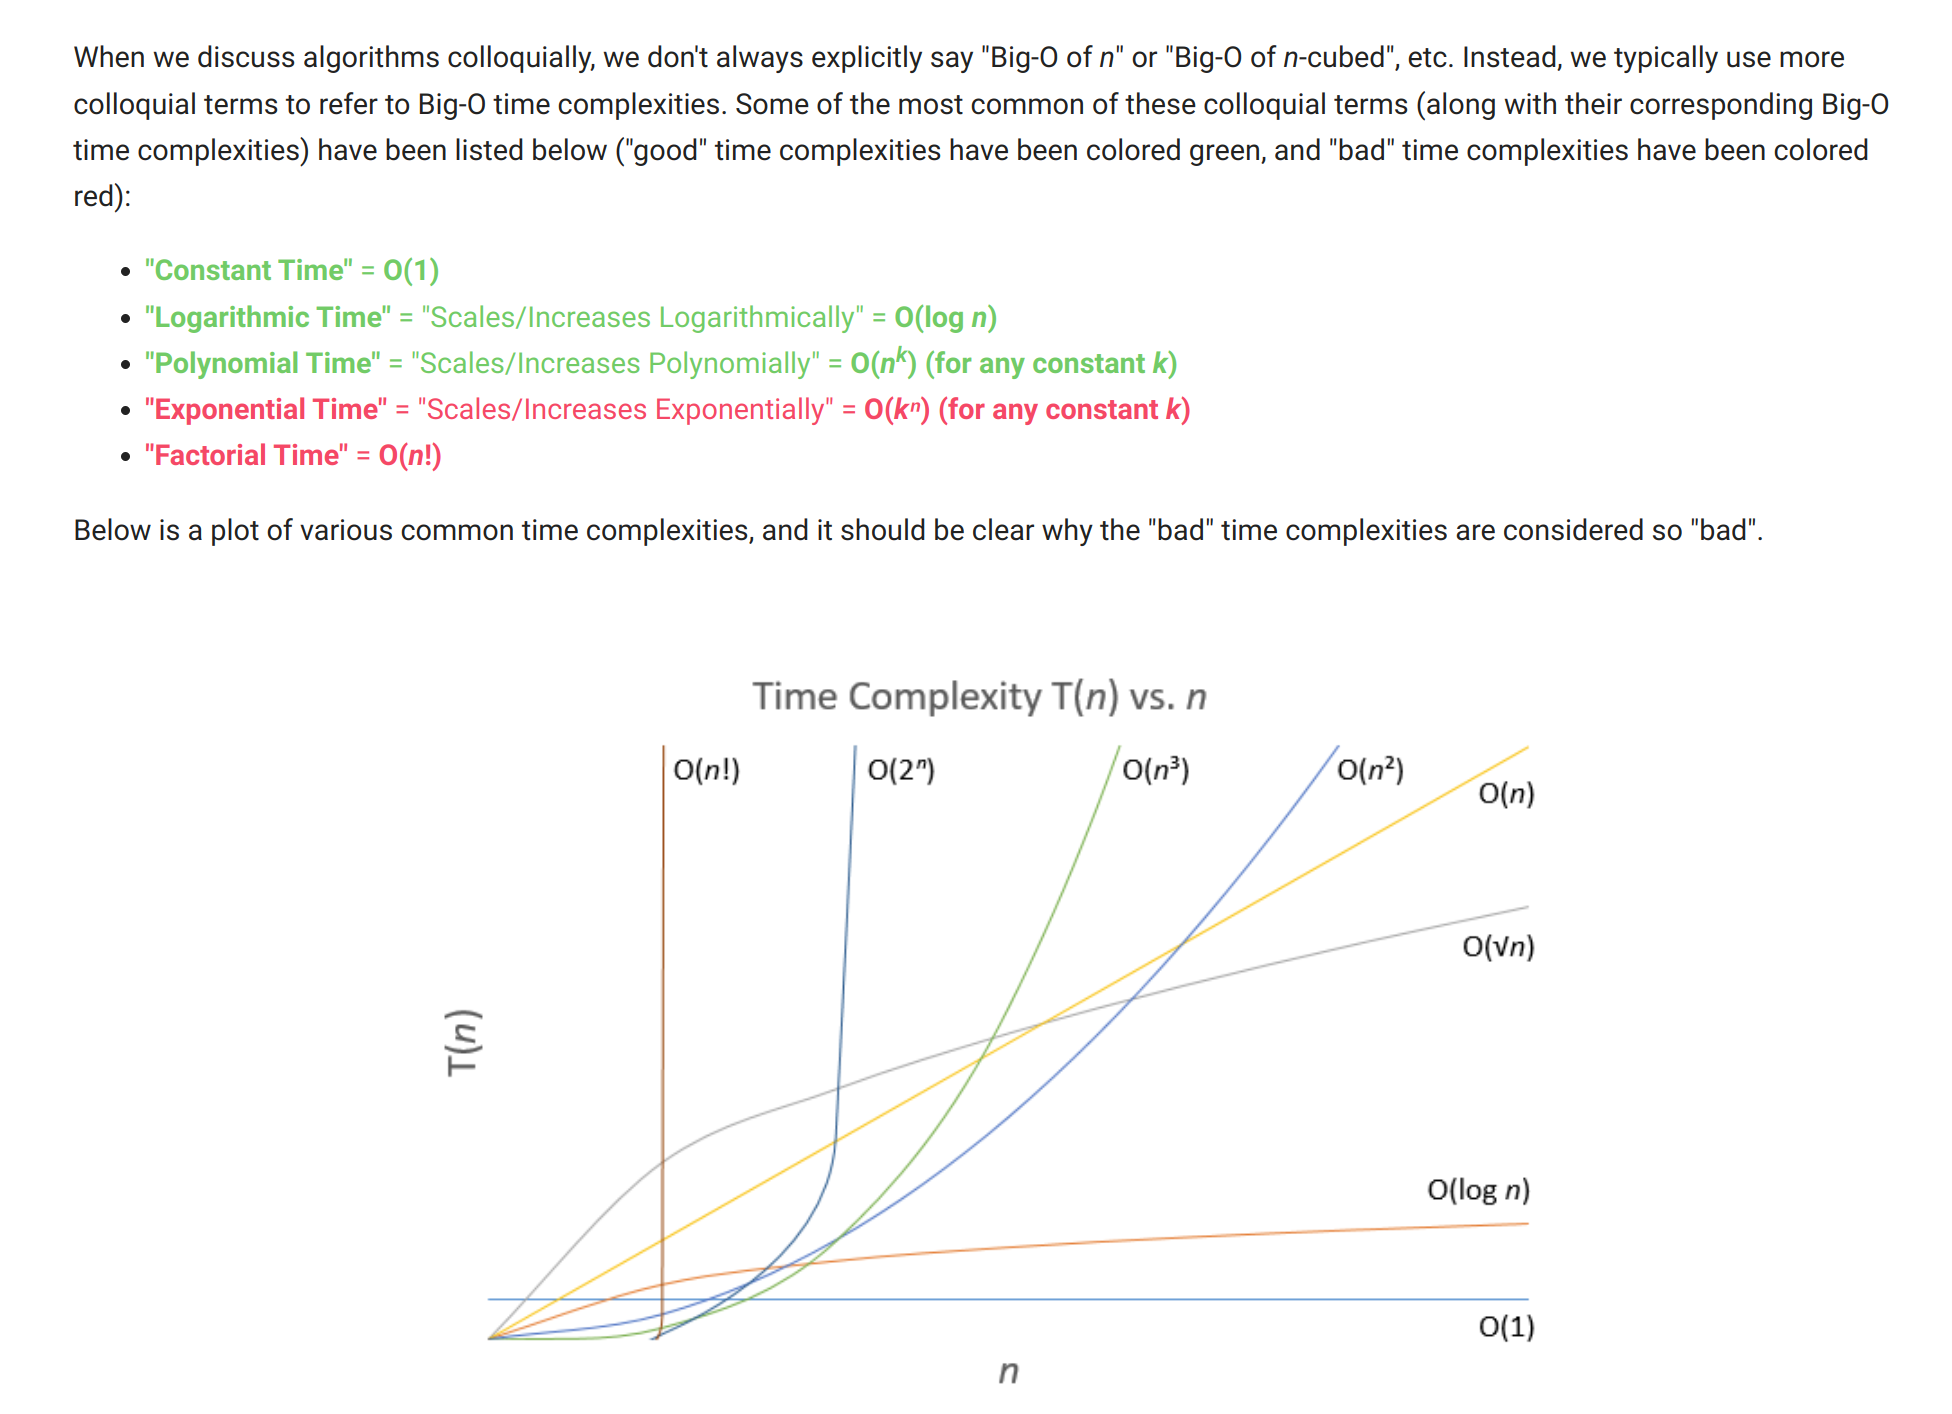 When we discuss algorithms colloquially, we don't always explicitly say "Big-O of n" or "Big-O of n-cubed", etc. Instead, we typically use more
colloquial terms to refer to Big-O time complexities. Some of the most common of these colloquial terms (along with their corresponding Big-O
time complexities) have been listed below ("good" time complexities have been colored green, and "bad" time complexities have been colored
red):
• "Constant Time" = O(1)
• "Logarithmic Time" = "Scales/Increases Logarithmically" = O(log n)
• "Polynomial Time" = "Scales/Increases Polynomially" = O(nᵏ) (for any constant k)
• "Exponential Time" = "Scales/Increases Exponentially" = O(kⁿ) (for any constant k)
• "Factorial Time" = O(n!)
Below is a plot of various common time complexities, and it should be clear why the "bad" time complexities are considered so "bad".
Time Complexity T(n) vs. n
O(n!)
O(2ⁿ)
O(n³)
O(n²)
O(n)
O(√n)
T(n)
O(log n)
O(1)
n